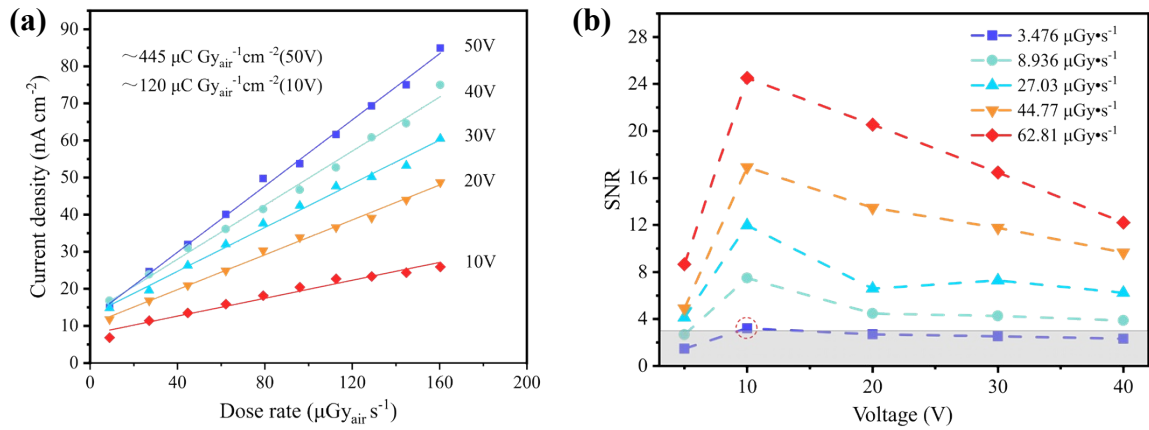 (a)
90
80
70
60
50
40
30
20
10
0
Current density (nA cm⁻²)
~445 μC Gyₐᵢᵣ⁻¹cm ⁻²(50V)
~120 μC Gyₐᵢᵣ⁻¹cm ⁻²(10V)
50V
40V
30V
20V
10V
0 40 80 120 160 200
Dose rate (μGyₐᵢᵣ s⁻¹)
(b)
28
24
20
16
12
8
4
0
SNR
3.476 μGy•s⁻¹
8.936 μGy•s⁻¹
27.03 μGy•s⁻¹
44.77 μGy•s⁻¹
62.81 μGy•s⁻¹
10 20 30 40
Voltage (V)